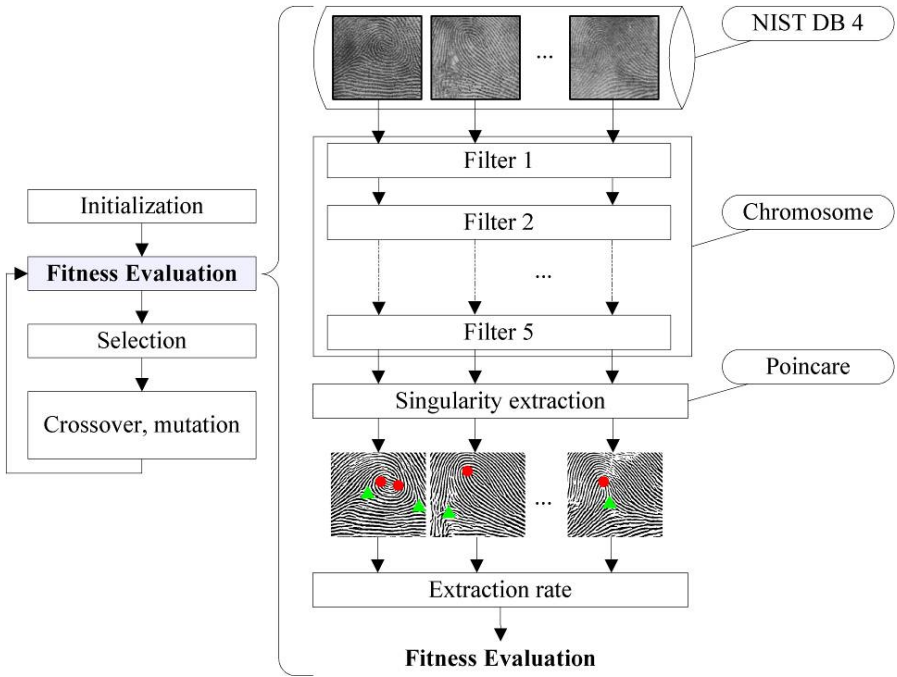 Initialization
Fitness Evaluation
Selection
Crossover, mutation
NIST DB 4
...
Filter 1
Filter 2
...
Filter 5
Chromosome
Poincare
Singularity extraction
...
Extraction rate
Fitness Evaluation